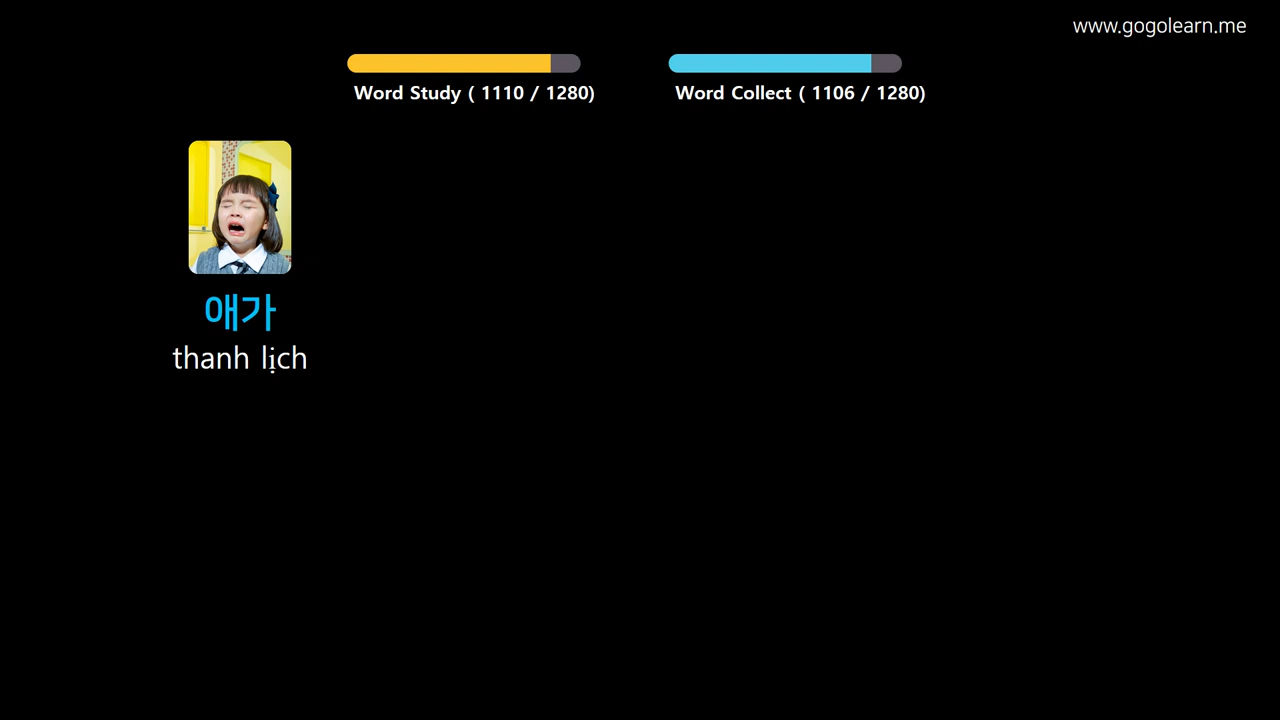 www.gogolearn.me
Word Study ( 1110 / 1280)
Word Collect ( 1106 / 1280)
애가
thanh lịch